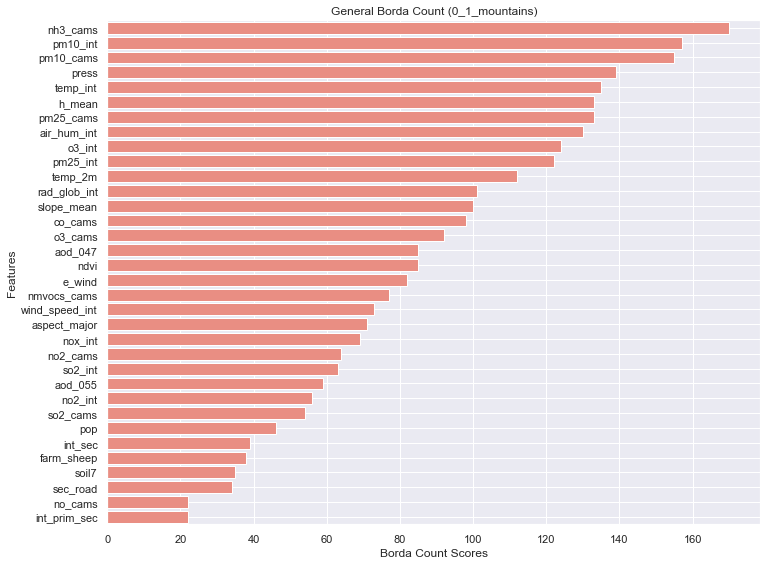 General Borda Count (0_1_mountains)
nh3_cams
pm10_int
pm10_cams
press
temp_int
h_mean
pm25_cams
air_hum_int
o3_int
pm25_int
temp_2m
rad_glob_int
slope_mean
co_cams
o3_cams
aod_047
ndvi
e_wind
nmvocs_cams
wind_speed_int
aspect_major
nox_int
no2_cams
so2_int
aod_055
no2_int
so2_cams
pop
int_sec
farm_sheep
soil7
sec_road
no_cams
int_prim_sec
Features
0 20 40 60 80 100 120 140 160
Borda Count Scores